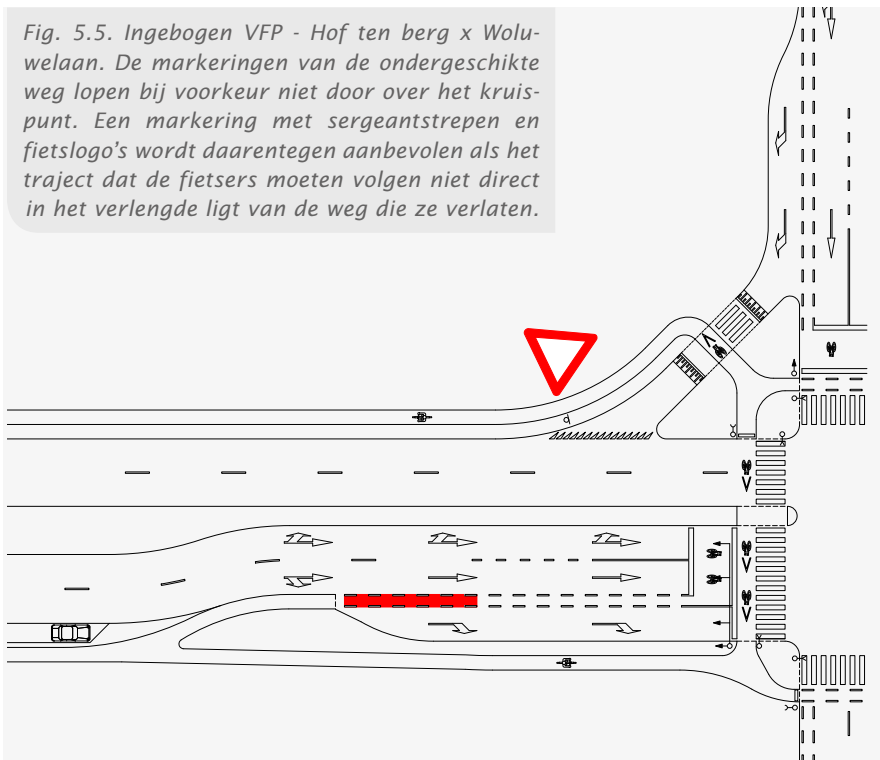 Fig. 5.5. Ingebogen VFP - Hof ten berg x Wolu-
welaan. De markeringen van de ondergeschikte
weg lopen bij voorkeur niet door over het kruis-
punt. Een markering met sergeantstrepen en
fietslogo's wordt daarentegen aanbevolen als het
traject dat de fietsers moeten volgen niet direct
in het verlengde ligt van de weg die ze verlaten.